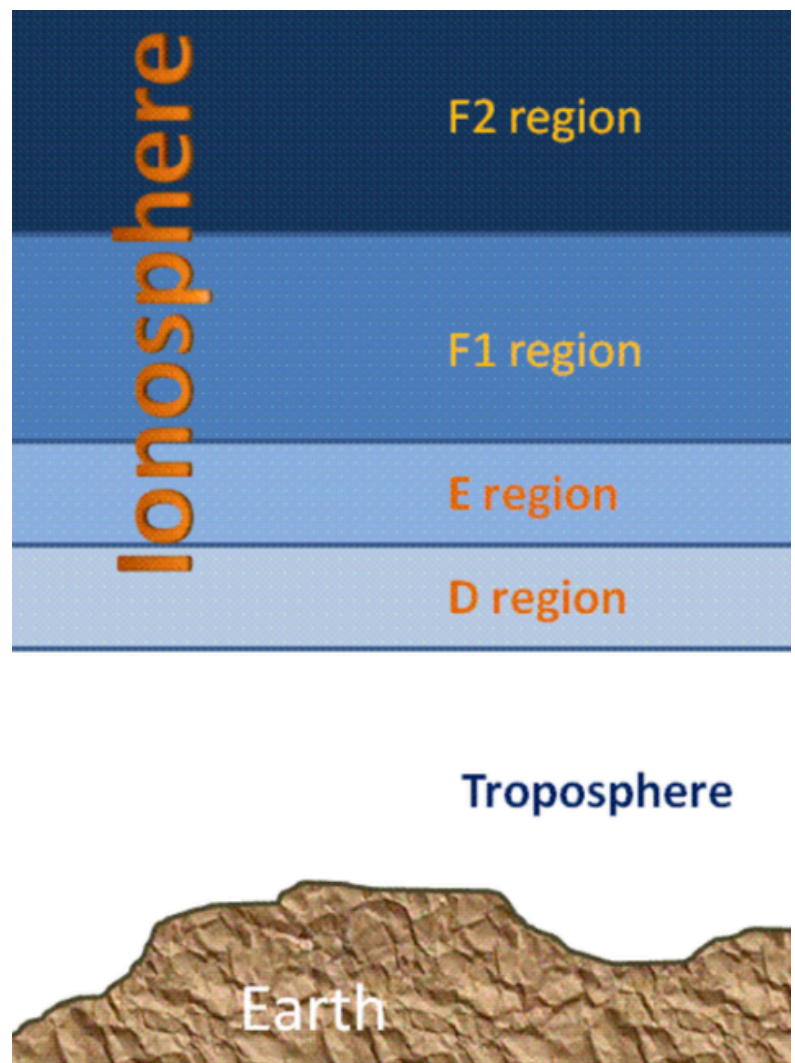 Ionosphere
F2 region
F1 region
E region
D region
Troposphere
Earth